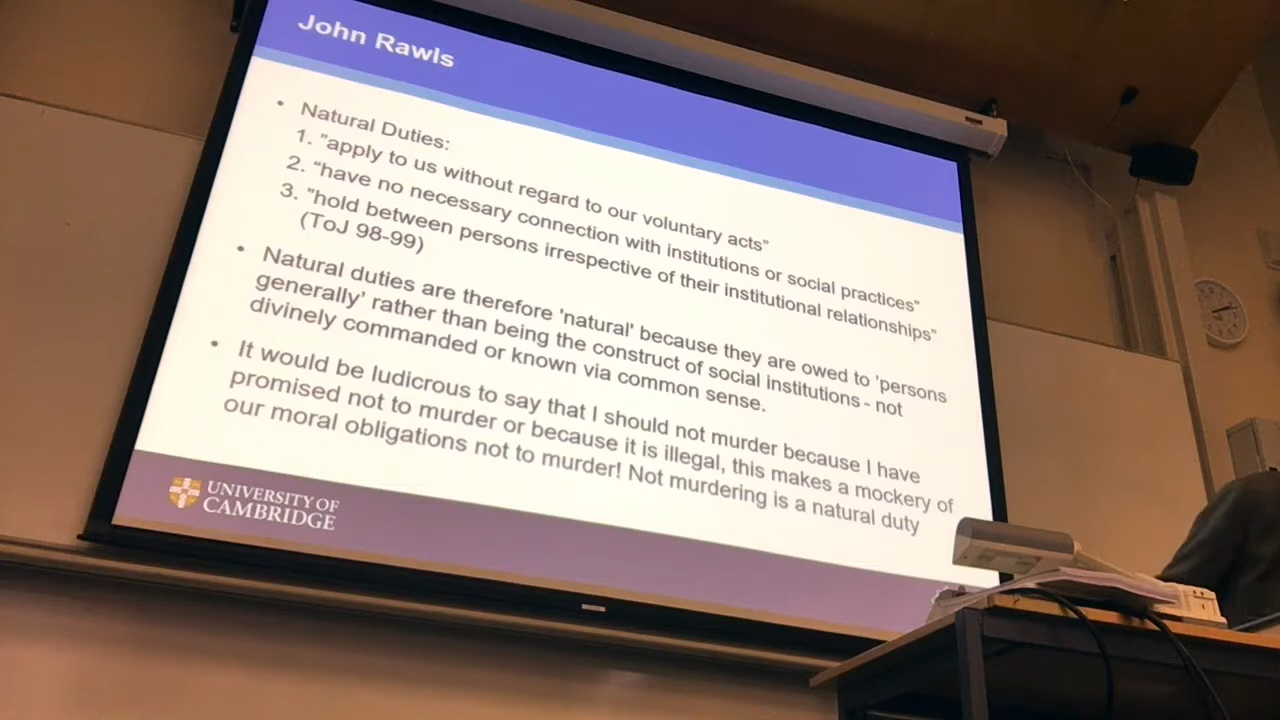 John Rawls
• Natural Duties:
1. "apply to us without regard to our voluntary acts"
2. "have no necessary connection with institutions or social practices"
3. "hold between persons irrespective of their institutional relationships"
(ToJ 98-99)
• Natural duties are therefore 'natural' because they are owed to 'persons
generally' rather than being the construct of social institutions - not
divinely commanded or known via common sense.
• It would be ludicrous to say that I should not murder because I have
promised not to murder or because it is illegal, this makes a mockery of
our moral obligations not to murder! Not murdering is a natural duty
UNIVERSITY OF
CAMBRIDGE